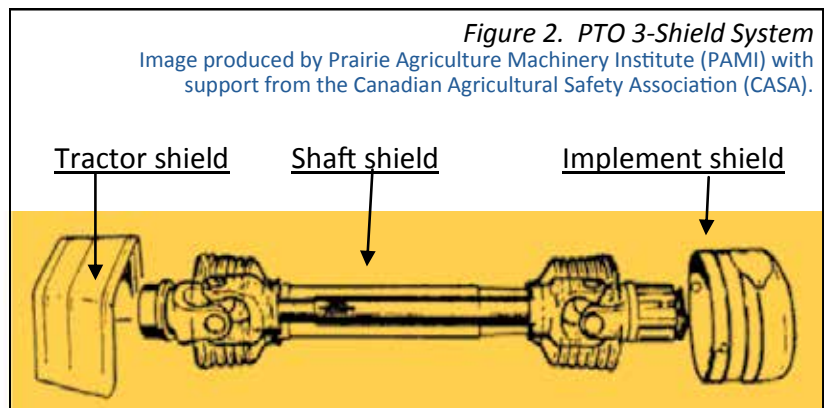 Figure 2. PTO 3-Shield System
Image produced by Prairie Agriculture Machinery Institute (PAMI) with
support from the Canadian Agricultural Safety Association (CASA).
Tractor shield Shaft shield Implement shield